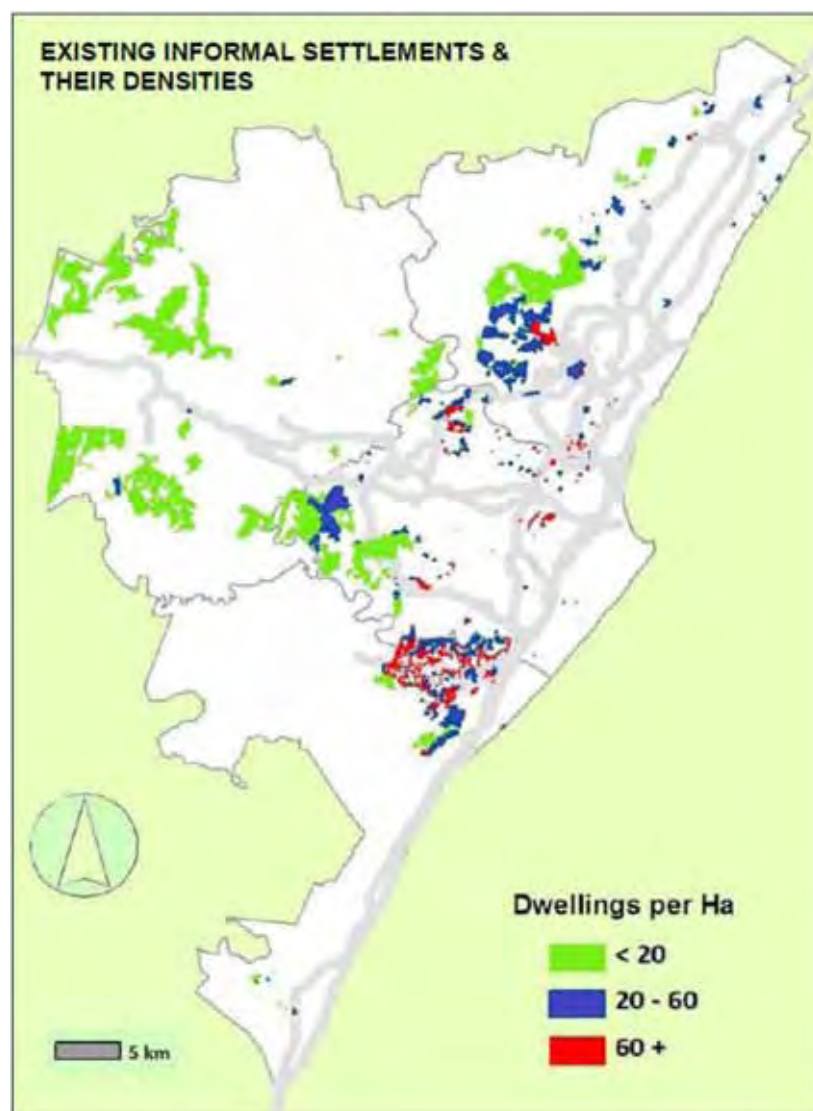 EXISTING INFORMAL SETTLEMENTS &
THEIR DENSITIES
Dwellings per Ha
< 20
20 - 60
60 +
5 km